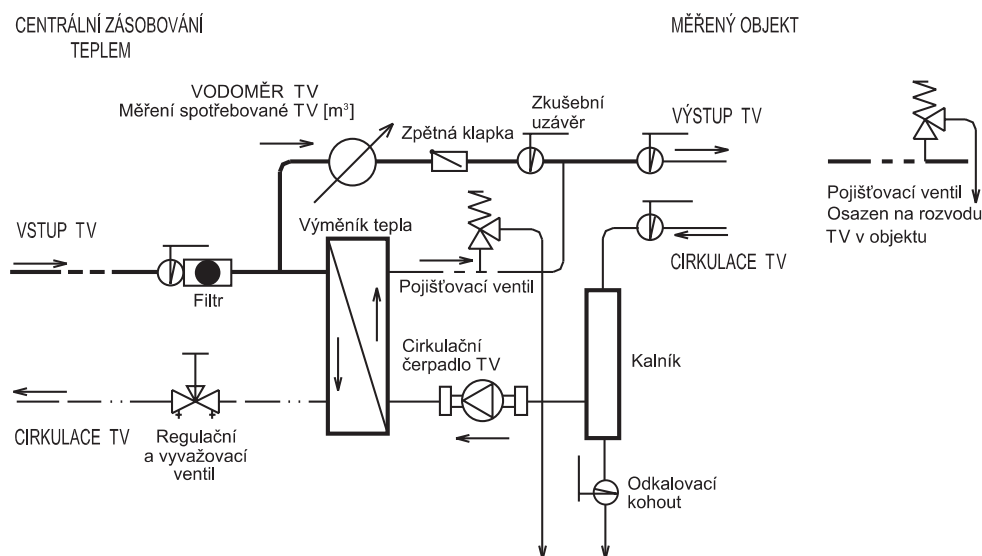 CENTRÁLNÍ ZÁSOBOVÁNÍ
TEPLEM
MĚŘENÝ OBJEKT
VODOMĚR TV
Měření spotřebované TV [m³]
Zpětná klapka
Zkušební
uzávěr
VÝSTUP TV
Pojišťovací ventil
Osazen na rozvodu
TV v objektu
VSTUP TV
Výměník tepla
CIRKULACE TV
Filtr
Pojišťovací ventil
Cirkulační
čerpadlo TV
Kalník
CIRKULACE TV
Regulační
a vyvažovací
ventil
Odkalovací
kohout